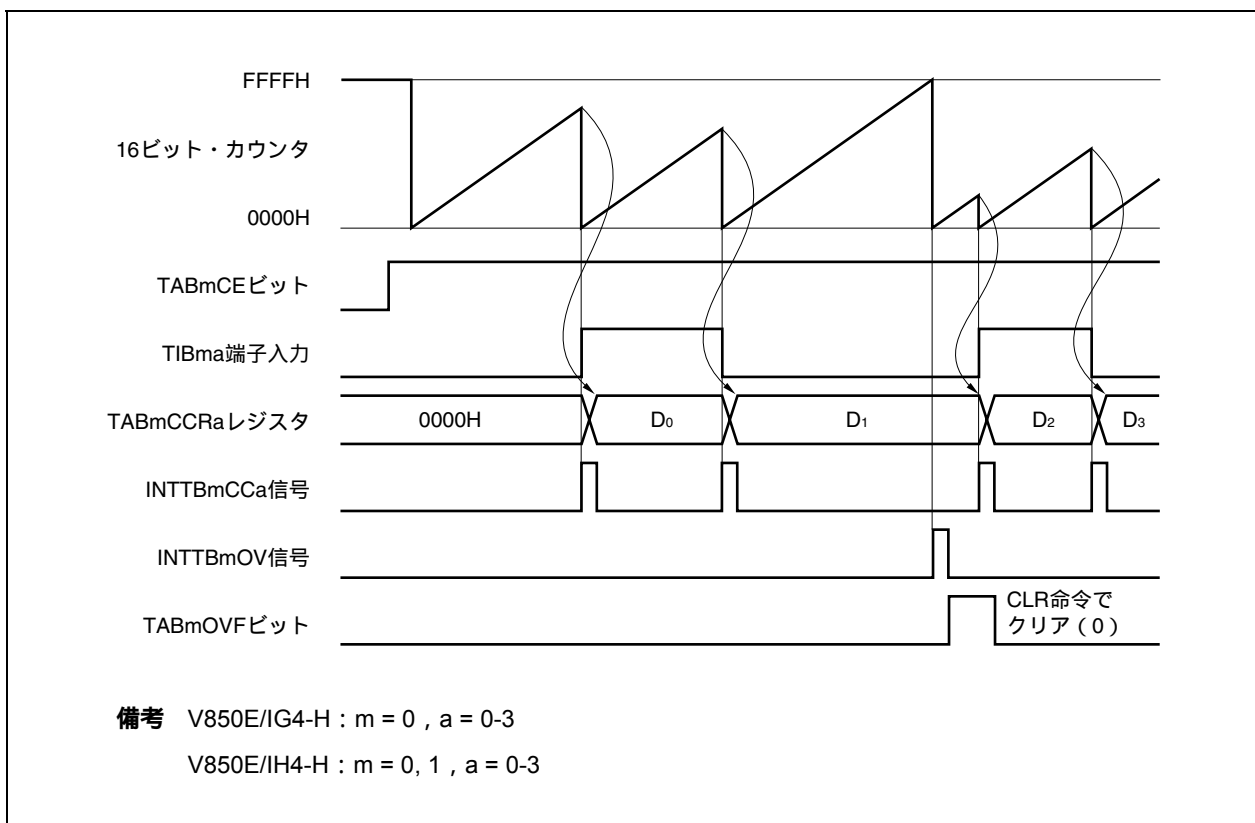 FFFFH
16ビット・カウンタ
0000H
TABmCEビット
TIBma端子入力
TABmCCRaレジスタ 0000H D0 D1 D2 D3
INTTBmCCa信号
INTTBmOV信号
TABmOVFビット
CLR命令で
クリア（0）
備考 V850E/IG4-H：m = 0，a = 0-3
V850E/IH4-H：m = 0, 1，a = 0-3